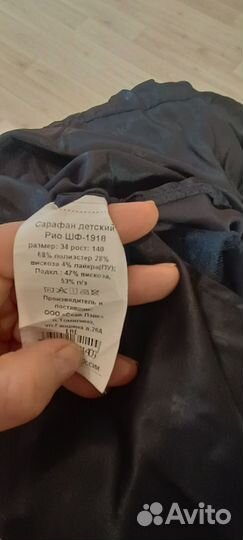 Сарафан детский
Рио ШФ-1918
размер: 34 рост: 140
68% полиэстер 28%
вискоза 4% лайкра(ПУ);
Подкл.: 47% вискоза,
53% п/э
Производитель и
поставщик:
ООО
Avito